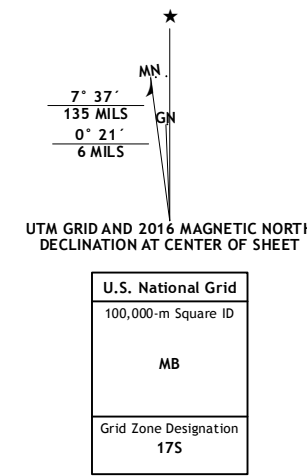 MN
7° 37´
135 MILS
GN
0° 21´
6 MILS
UTM GRID AND 2016 MAGNETIC NORTH
DECLINATION AT CENTER OF SHEET
U.S. National Grid
100,000-m Square ID
MB
Grid Zone Designation
17S